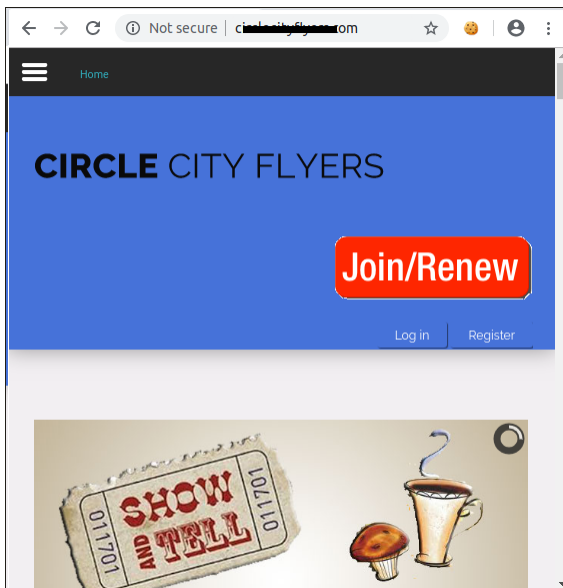 Not secure
Home
CIRCLE CITY FLYERS
Join/Renew
Log in
Register
011701
SHOW
AND
TELL
011701